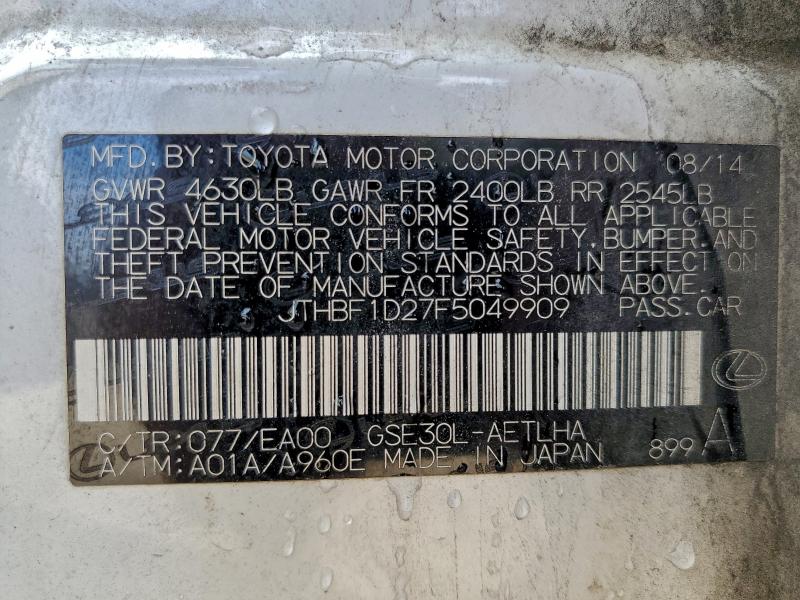 MFD. BY: TOYOTA MOTOR CORPORATION 08/14
GVWR 4630LB GAWR FR 2400LB RR 2545LB
THIS VEHICLE CONFORMS TO ALL APPLICABLE
FEDERAL MOTOR VEHICLE SAFETY, BUMPER, AND
THEFT PREVENTION STANDARDS IN EFFECT ON
THE DATE OF MANUFACTURE SHOWN ABOVE.
JTHBF1D27F5049909 PASS. CAR
C/TR: 077/EA00 GSE30L-AETLHA
A/TM: A01A/A960E MADE IN JAPAN 899 A